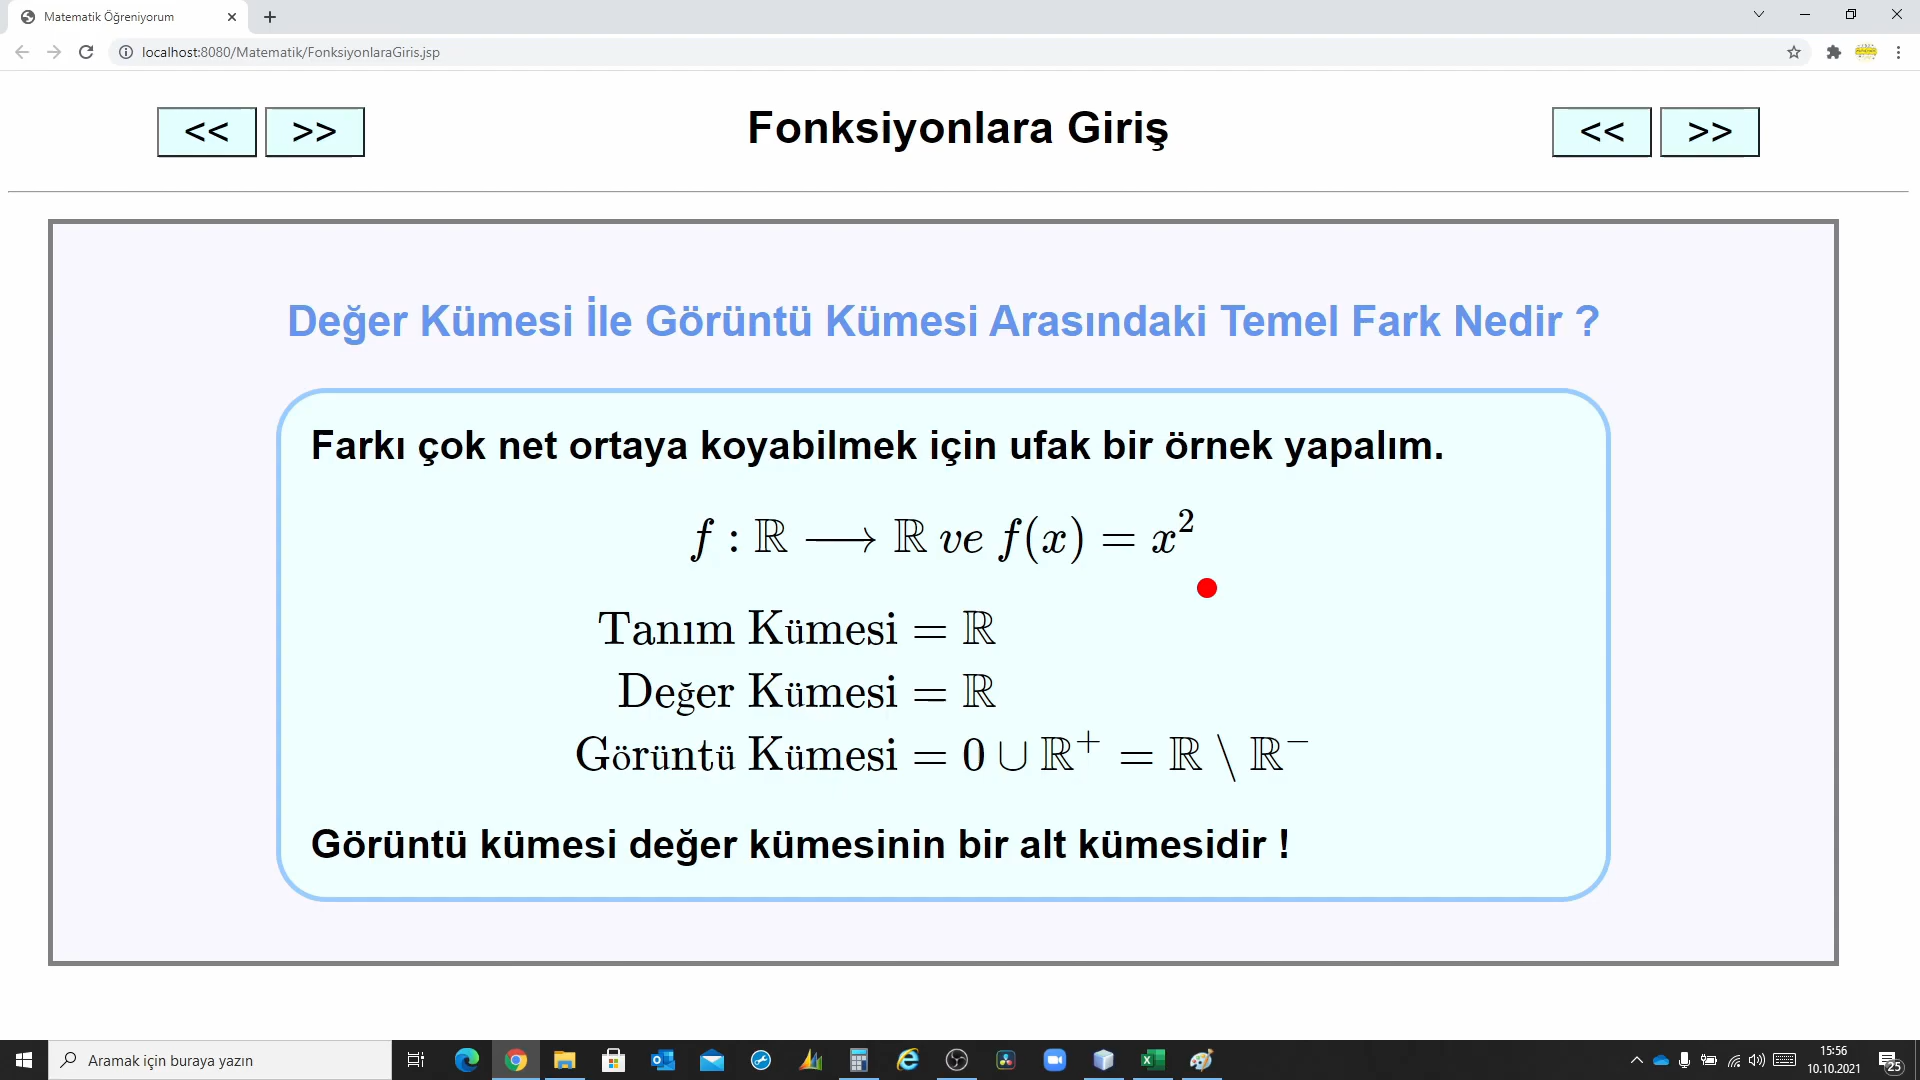 Matematik Öğreniyorum
localhost:8080/Matematik/FonksiyonlaraGiris.jsp
<< >> Fonksiyonlara Giriş << >>
Değer Kümesi İle Görüntü Kümesi Arasındaki Temel Fark Nedir ?
Farkı çok net ortaya koyabilmek için ufak bir örnek yapalım.
f : ℝ ⟶ ℝ ve f(x) = x²
Tanım Kümesi = ℝ
Değer Kümesi = ℝ
Görüntü Kümesi = 0 ∪ ℝ⁺ = ℝ \ ℝ⁻
Görüntü kümesi değer kümesinin bir alt kümesidir !
Aramak için buraya yazın
15:56
10.10.2021
25